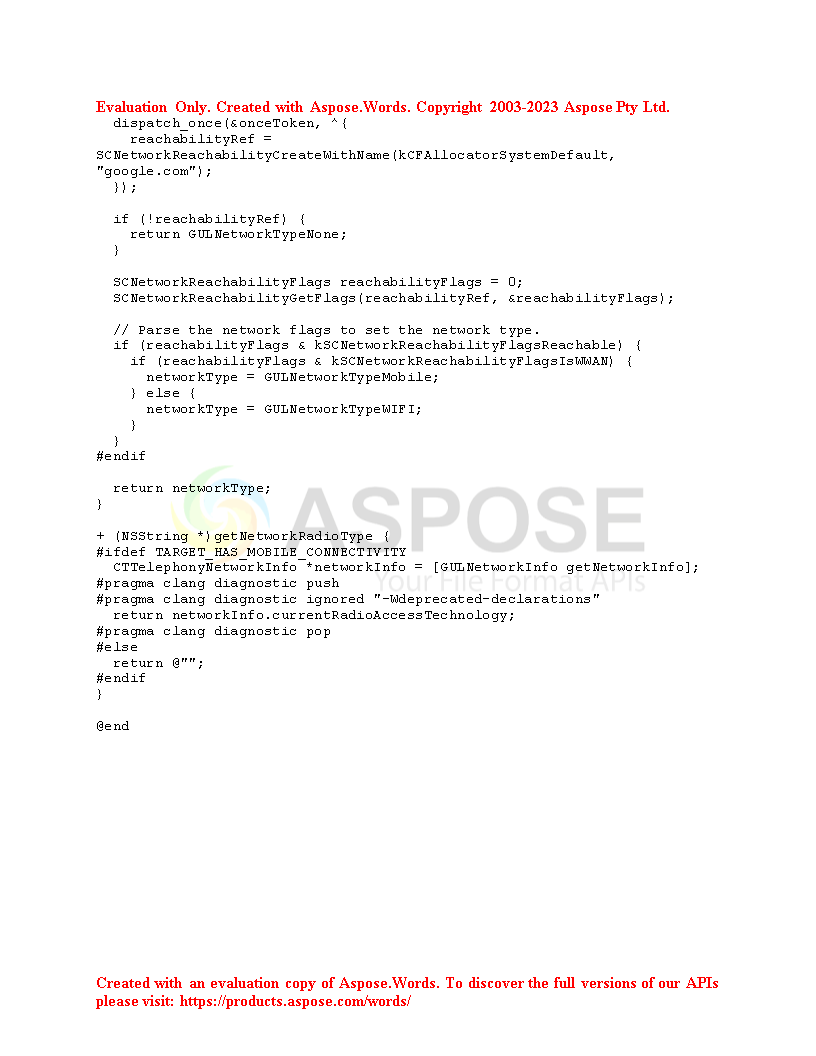 Evaluation Only. Created with Aspose.Words. Copyright 2003-2023 Aspose Pty Ltd.
  dispatch_once(&onceToken, ^{
    reachabilityRef =
SCNetworkReachabilityCreateWithName(kCFAllocatorSystemDefault,
"google.com");
  });

  if (!reachabilityRef) {
    return GULNetworkTypeNone;
  }

  SCNetworkReachabilityFlags reachabilityFlags = 0;
  SCNetworkReachabilityGetFlags(reachabilityRef, &reachabilityFlags);

  // Parse the network flags to set the network type.
  if (reachabilityFlags & kSCNetworkReachabilityFlagsReachable) {
    if (reachabilityFlags & kSCNetworkReachabilityFlagsIsWWAN) {
      networkType = GULNetworkTypeMobile;
    } else {
      networkType = GULNetworkTypeWIFI;
    }
  }
#endif

  return networkType;
}
ASPOSE
+ (NSString *)getNetworkRadioType {
#ifdef TARGET_HAS_MOBILE_CONNECTIVITY
  CTTelephonyNetworkInfo *networkInfo = [GULNetworkInfo getNetworkInfo];
Your File Format APIs
#pragma clang diagnostic push
#pragma clang diagnostic ignored "-Wdeprecated-declarations"
  return networkInfo.currentRadioAccessTechnology;
#pragma clang diagnostic pop
#else
  return @"";
#endif
}

@end
Created with an evaluation copy of Aspose.Words. To discover the full versions of our APIs
please visit: https://products.aspose.com/words/